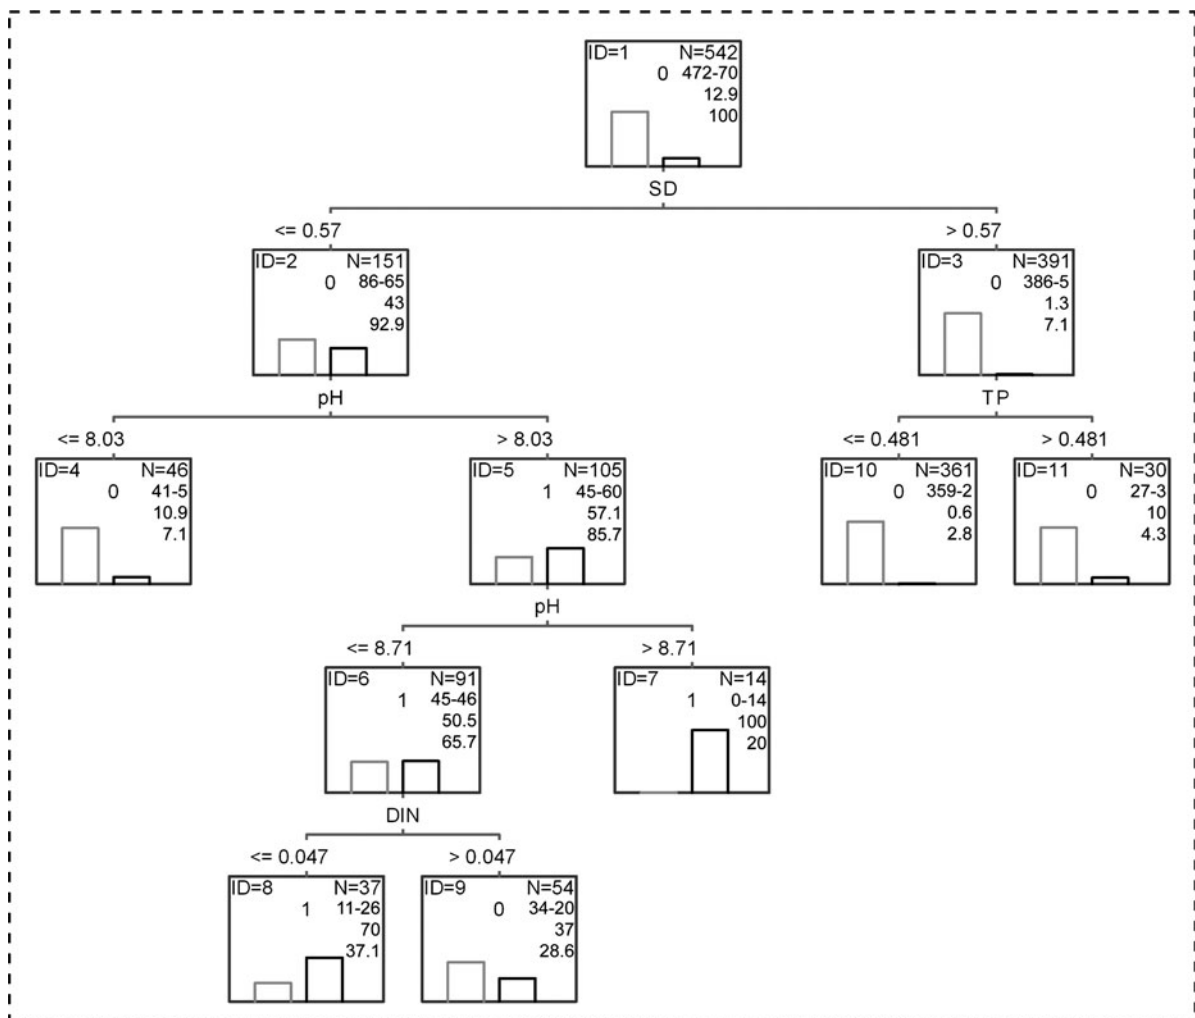 ID=1 N=542
0 472-70
12.9
100
SD
<= 0.57 > 0.57
ID=2 N=151
0 86-65
43
92.9
ID=3 N=391
0 386-5
1.3
7.1
pH TP
<= 8.03 > 8.03 <= 0.481 > 0.481
ID=4 N=46
0 41-5
10.9
7.1
ID=5 N=105
1 45-60
57.1
85.7
ID=10 N=361
0 359-2
0.6
2.8
ID=11 N=30
0 27-3
10
4.3
pH
<= 8.71 > 8.71
ID=6 N=91
1 45-46
50.5
65.7
ID=7 N=14
1 0-14
100
20
DIN
<= 0.047 > 0.047
ID=8 N=37
1 11-26
70
37.1
ID=9 N=54
0 34-20
37
28.6